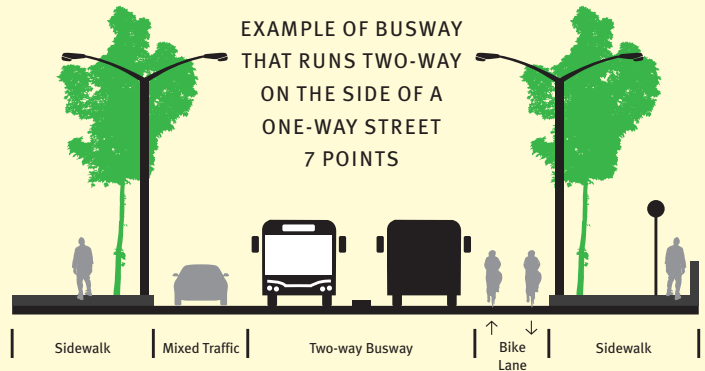 EXAMPLE OF BUSWAY
THAT RUNS TWO-WAY
ON THE SIDE OF A
ONE-WAY STREET
7 POINTS
Sidewalk
Mixed Traffic
Two-way Busway
Bike
Lane
Sidewalk